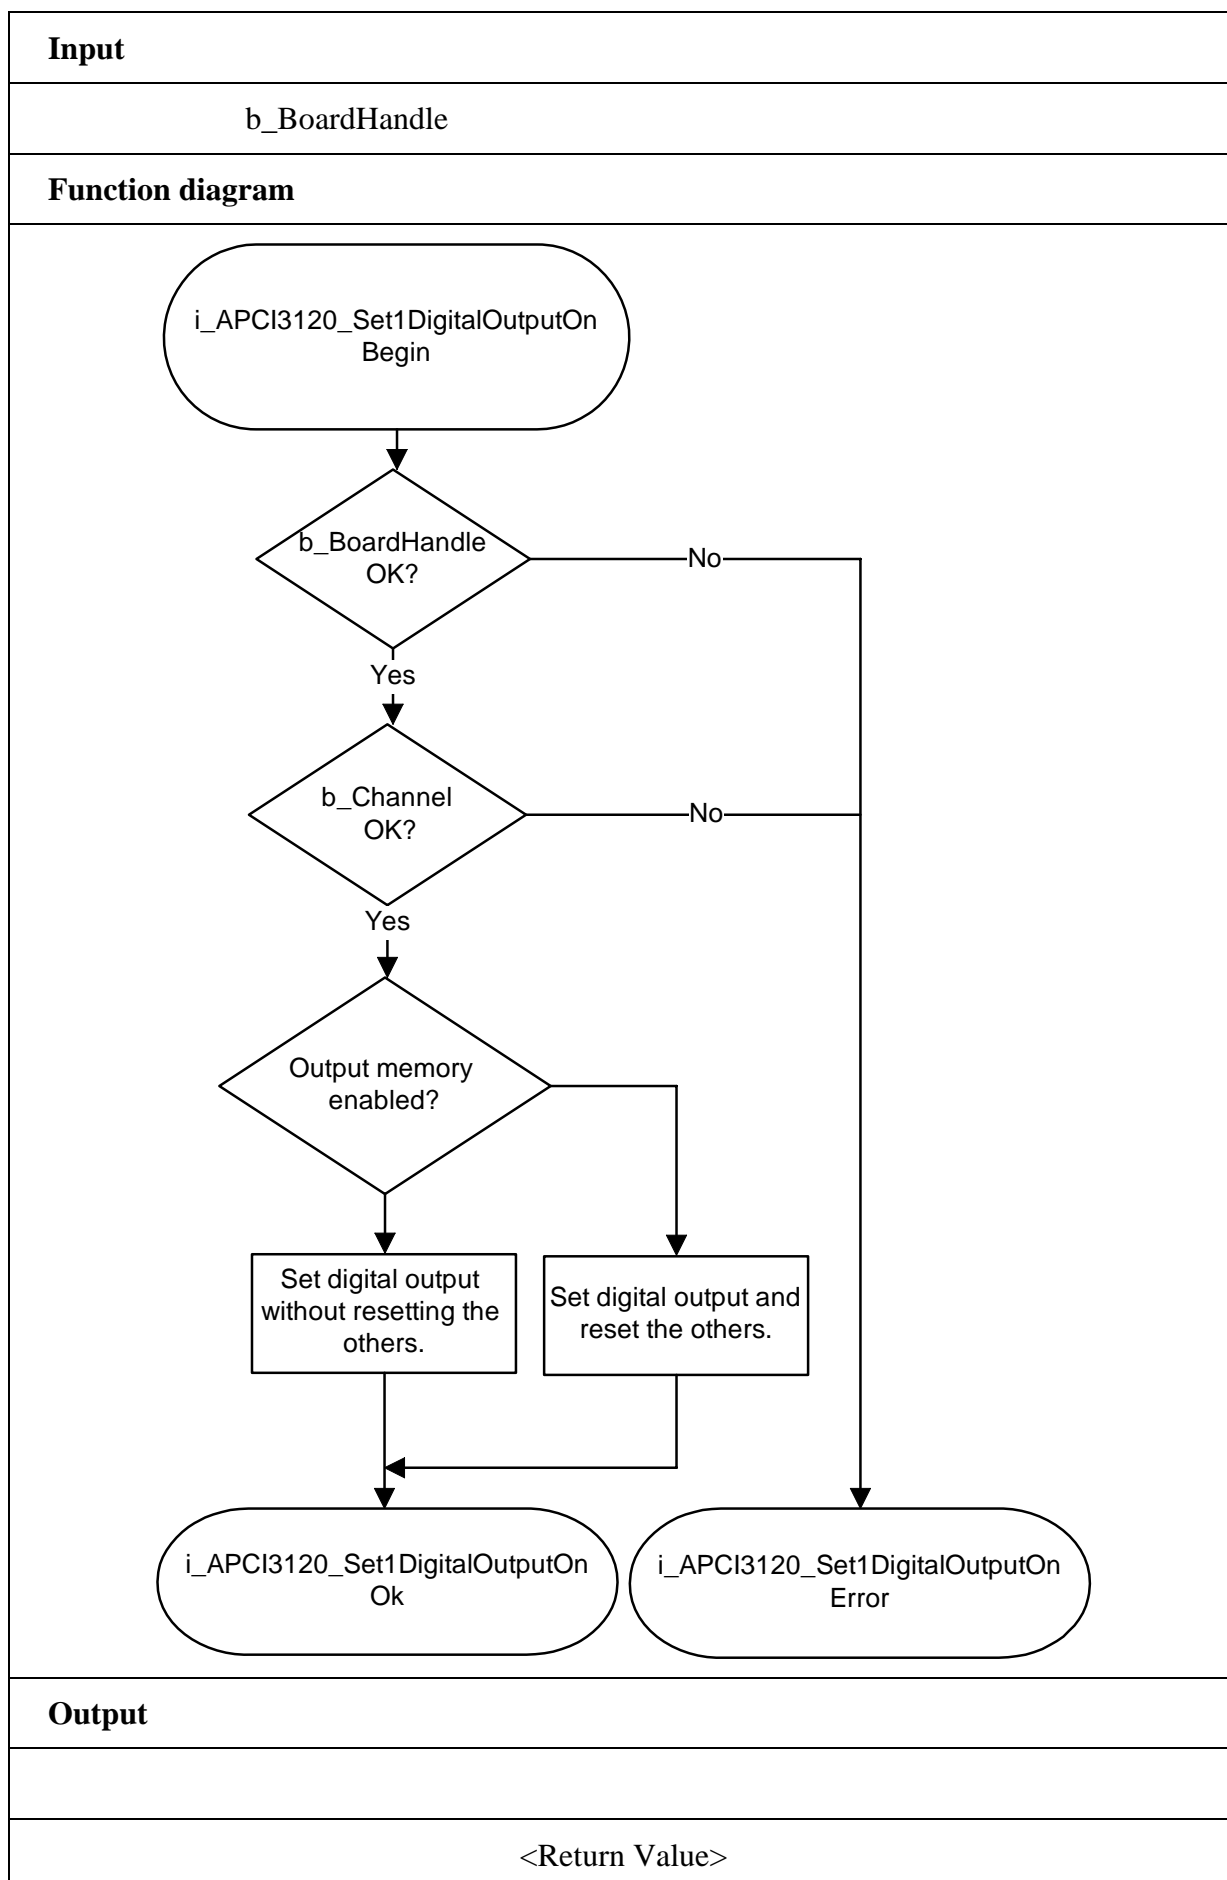 Input
b_BoardHandle
Function diagram
i_APCI3120_Set1DigitalOutputOn
Begin
b_BoardHandle
OK?
No
Yes
b_Channel
OK?
No
Yes
Output memory
enabled?
Set digital output
without resetting the
others.
Set digital output and
reset the others.
i_APCI3120_Set1DigitalOutputOn
Ok
i_APCI3120_Set1DigitalOutputOn
Error
Output
<Return Value>